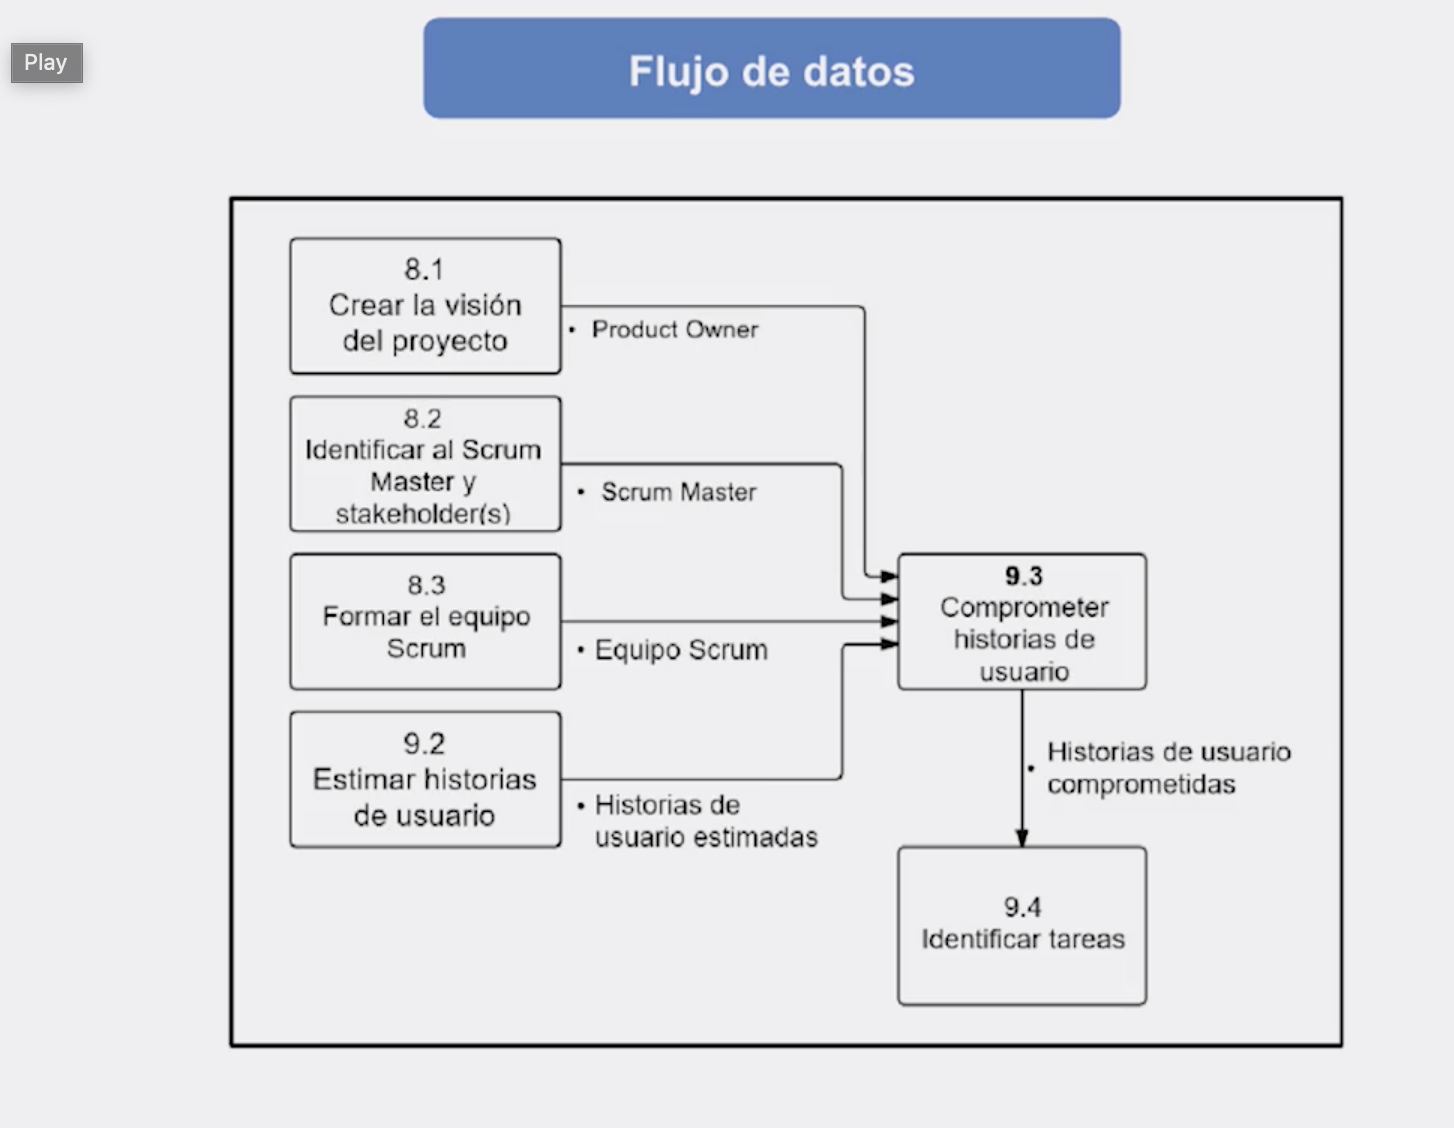 Play
Flujo de datos
8.1
Crear la visión
del proyecto
• Product Owner
8.2
Identificar al Scrum
Master y
stakeholder(s)
• Scrum Master
8.3
Formar el equipo
Scrum
• Equipo Scrum
9.2
Estimar historias
de usuario
• Historias de
usuario estimadas
9.3
Comprometer
historias de
usuario
• Historias de usuario
comprometidas
9.4
Identificar tareas